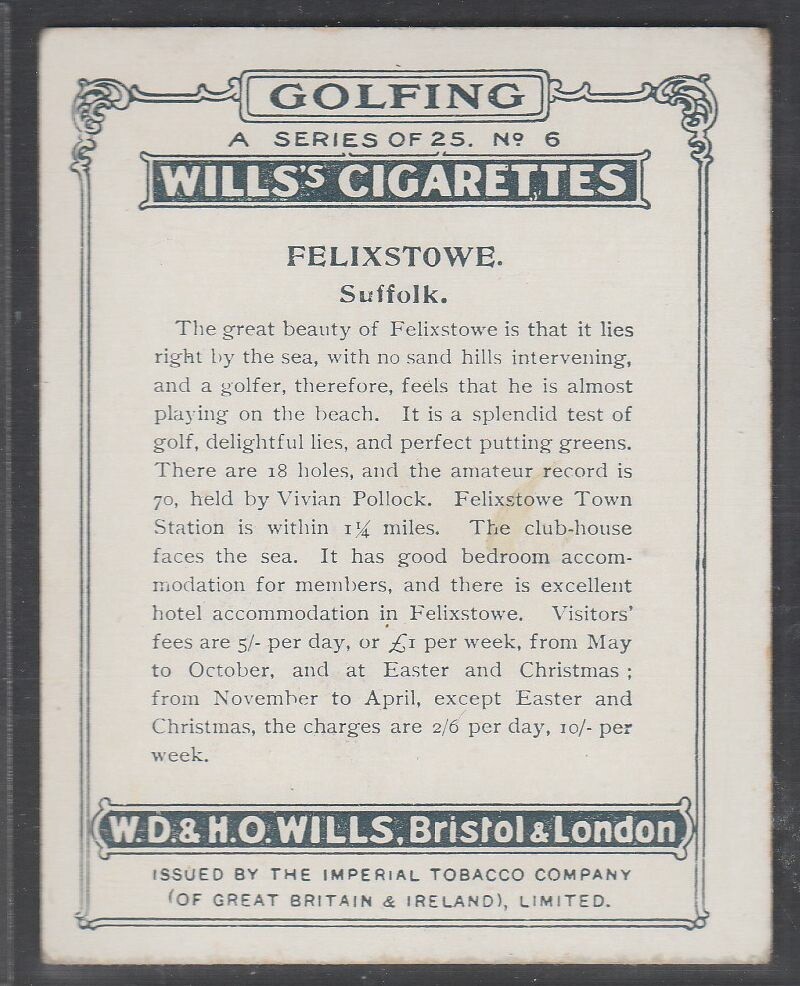 GOLFING
A SERIES OF 25. Nº 6
WILLS'S CIGARETTES
FELIXSTOWE.
Suffolk.
The great beauty of Felixstowe is that it lies
right by the sea, with no sand hills intervening,
and a golfer, therefore, feels that he is almost
playing on the beach. It is a splendid test of
golf, delightful lies, and perfect putting greens.
There are 18 holes, and the amateur record is
70, held by Vivian Pollock. Felixstowe Town
Station is within 1¼ miles. The club-house
faces the sea. It has good bedroom accom-
modation for members, and there is excellent
hotel accommodation in Felixstowe. Visitors'
fees are 5/- per day, or £1 per week, from May
to October, and at Easter and Christmas ;
from November to April, except Easter and
Christmas, the charges are 2/6 per day, 10/- per
week.
W.D.& H.O.WILLS, Bristol & London
ISSUED BY THE IMPERIAL TOBACCO COMPANY
(OF GREAT BRITAIN & IRELAND), LIMITED.